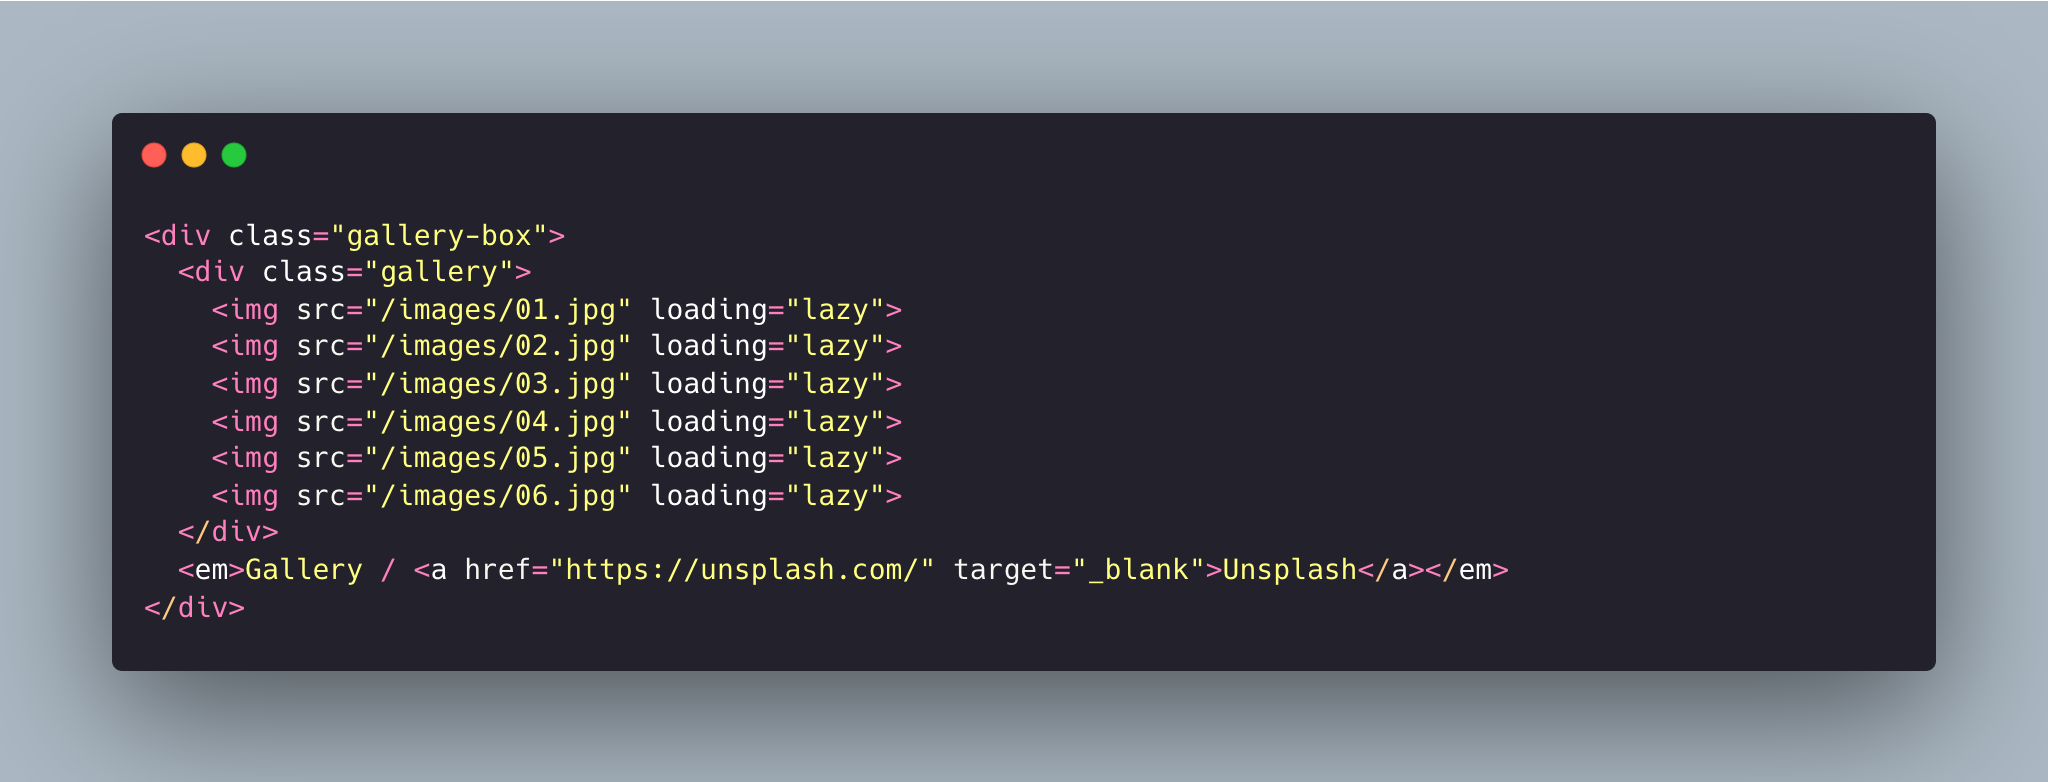 <div class="gallery-box">
  <div class="gallery">
    <img src="/images/01.jpg" loading="lazy">
    <img src="/images/02.jpg" loading="lazy">
    <img src="/images/03.jpg" loading="lazy">
    <img src="/images/04.jpg" loading="lazy">
    <img src="/images/05.jpg" loading="lazy">
    <img src="/images/06.jpg" loading="lazy">
  </div>
  <em>Gallery / <a href="https://unsplash.com/" target="_blank">Unsplash</a></em>
</div>